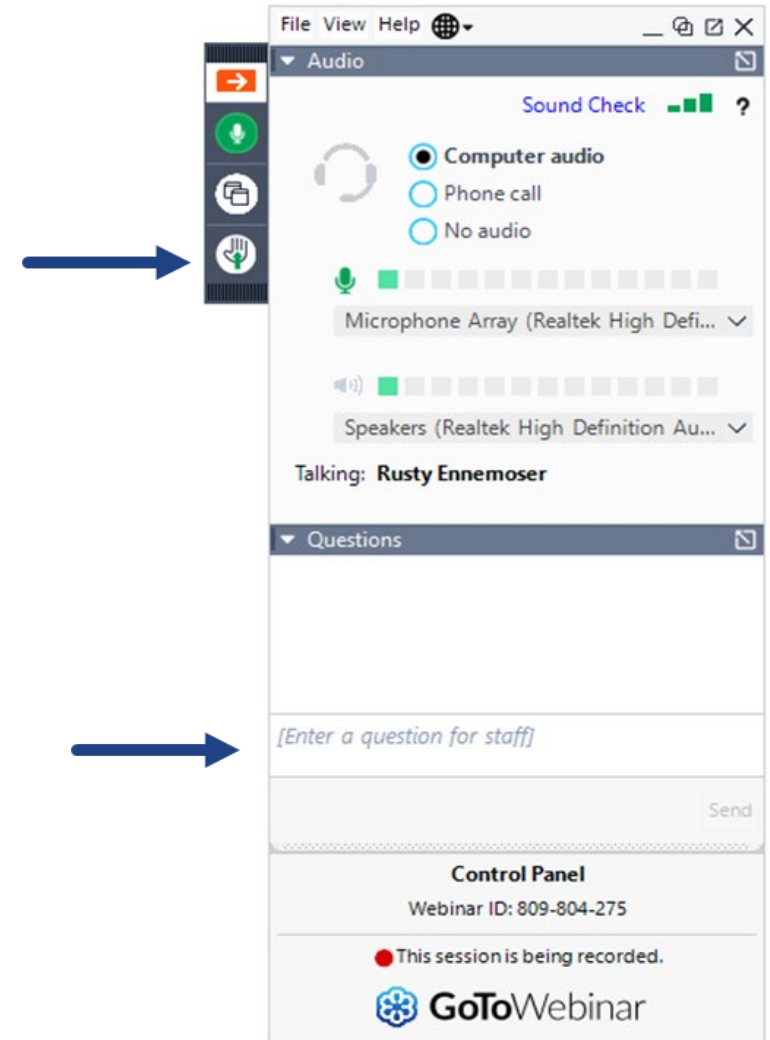 File View Help
Audio
Sound Check ?
Computer audio
Phone call
No audio
Microphone Array (Realtek High Defi...
Speakers (Realtek High Definition Au...
Talking: Rusty Ennemoser
Questions
[Enter a question for staff]
Send
Control Panel
Webinar ID: 809-804-275
This session is being recorded.
GoToWebinar